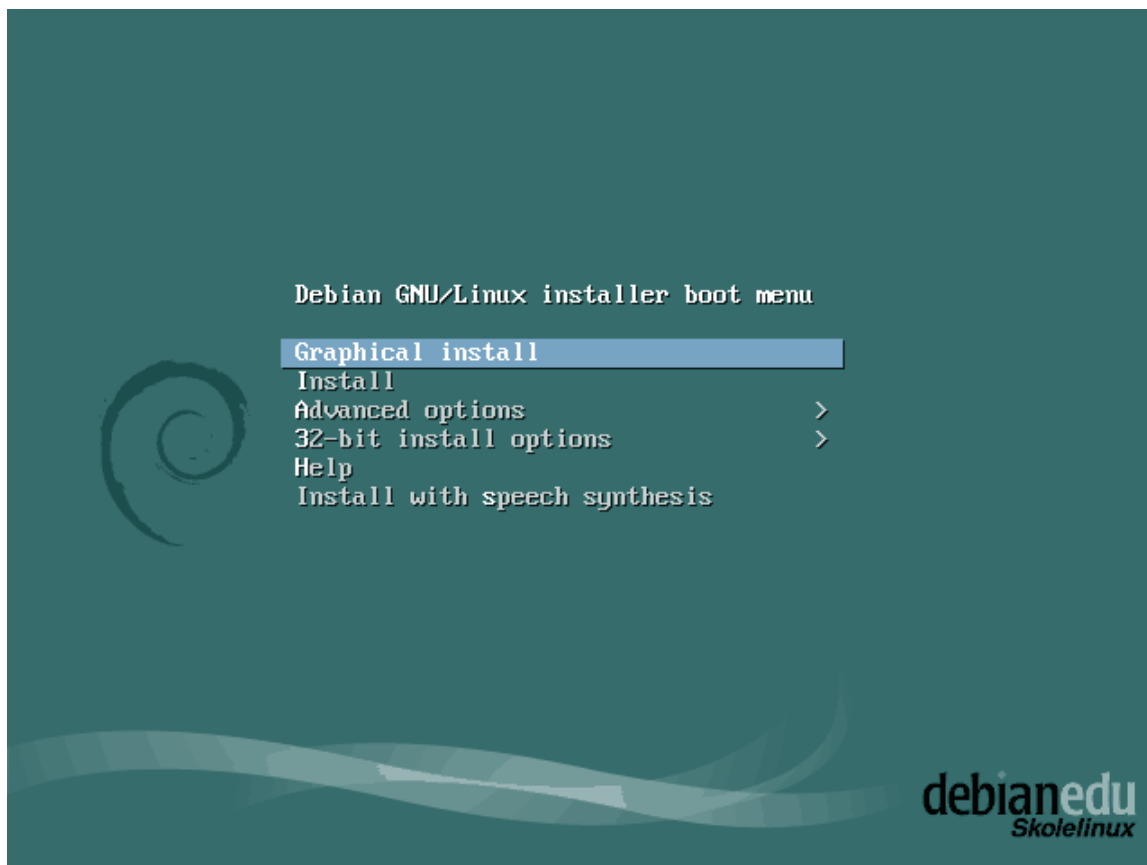 Debian GNU/Linux installer boot menu
Graphical install
Install
Advanced options >
32-bit install options >
Help
Install with speech synthesis
debianedu
Skolelinux